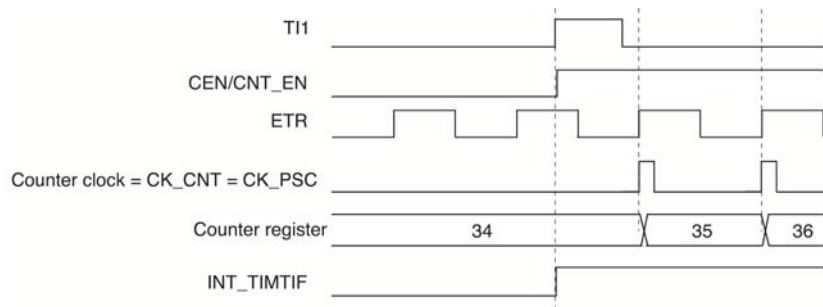 TI1
CEN/CNT_EN
ETR
Counter clock = CK_CNT = CK_PSC
Counter register 34 35 36
INT_TIMTIF